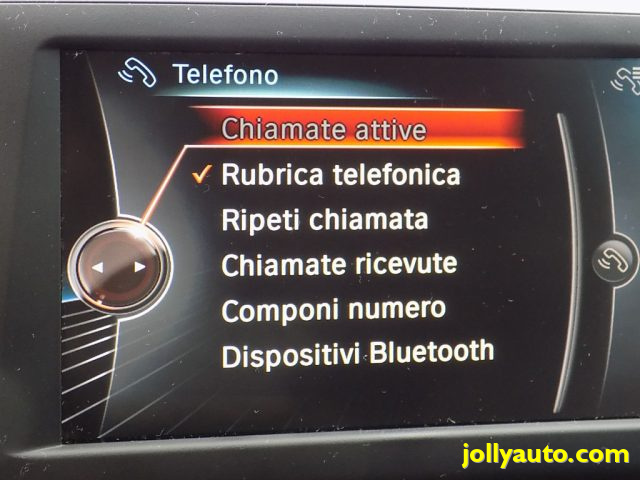 Telefono
Chiamate attive
Rubrica telefonica
Ripeti chiamata
Chiamate ricevute
Componi numero
Dispositivi Bluetooth
jollyauto.com